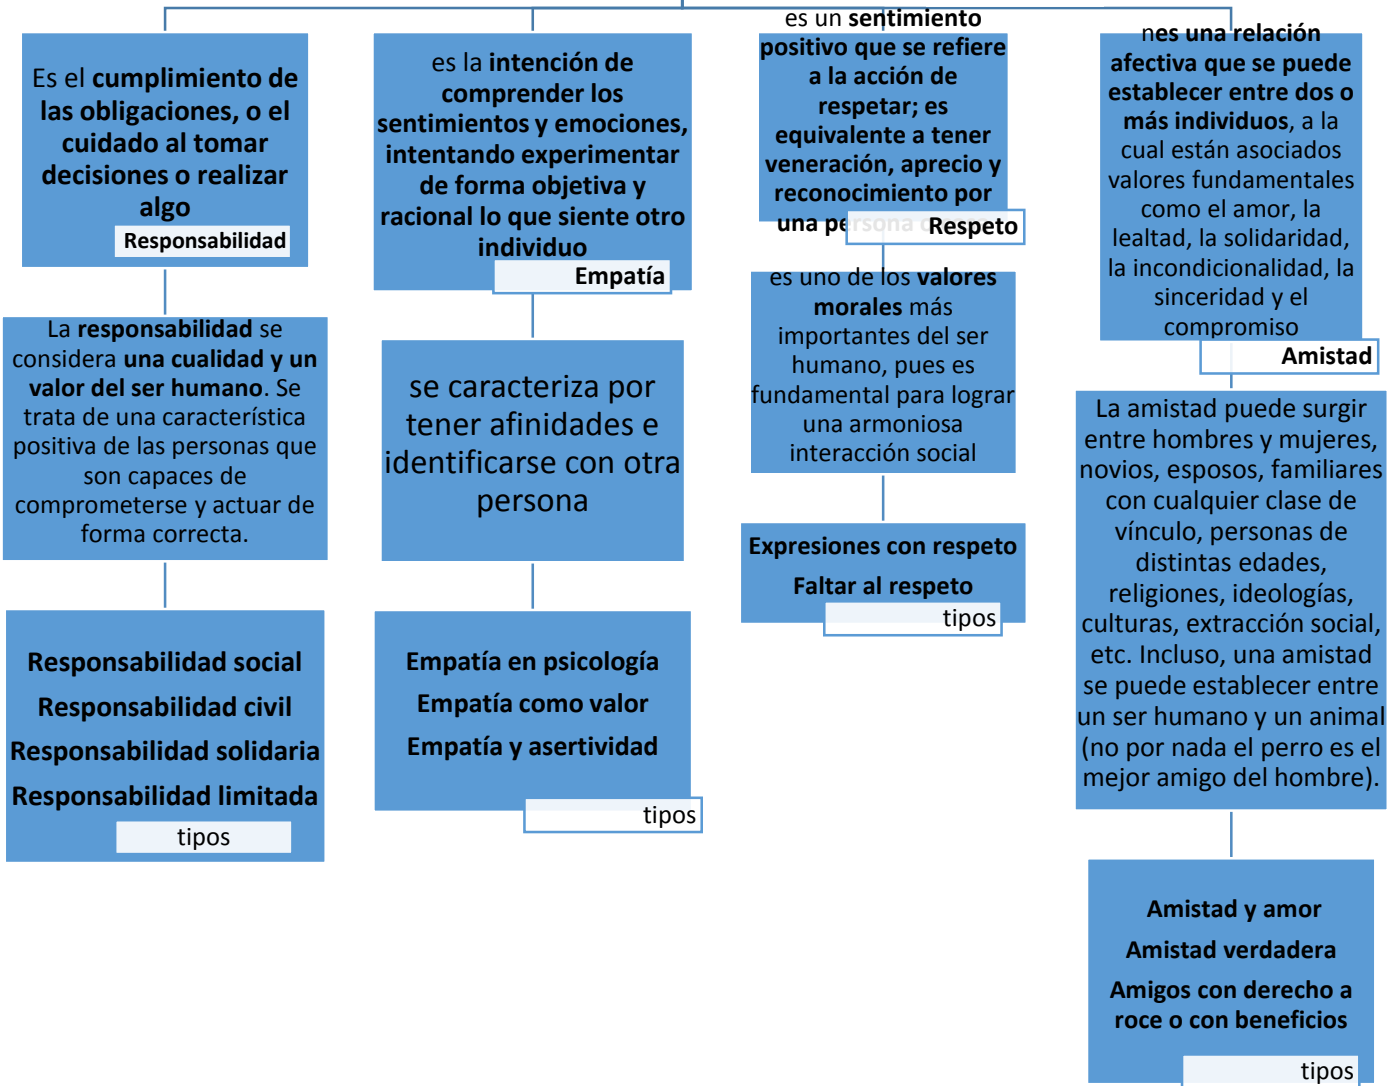 Es el cumplimiento de
las obligaciones, o el
cuidado al tomar
decisiones o realizar
algo
Responsabilidad
La responsabilidad se
considera una cualidad y un
valor del ser humano. Se
trata de una característica
positiva de las personas que
son capaces de
comprometerse y actuar de
forma correcta.
Responsabilidad social
Responsabilidad civil
Responsabilidad solidaria
Responsabilidad limitada
tipos
es la intención de
comprender los
sentimientos y emociones,
intentando experimentar
de forma objetiva y
racional lo que siente otro
individuo
Empatía
se caracteriza por
tener afinidades e
identificarse con otra
persona
Empatía en psicología
Empatía como valor
Empatía y asertividad
tipos
es un sentimiento
positivo que se refiere
a la acción de
respetar; es
equivalente a tener
veneración, aprecio y
reconocimiento por
una persona
Respeto
es uno de los valores
morales más
importantes del ser
humano, pues es
fundamental para lograr
una armoniosa
interacción social
Expresiones con respeto
Faltar al respeto
tipos
nes una relación
afectiva que se puede
establecer entre dos o
más individuos, a la
cual están asociados
valores fundamentales
como el amor, la
lealtad, la solidaridad,
la incondicionalidad, la
sinceridad y el
compromiso
Amistad
La amistad puede surgir
entre hombres y mujeres,
novios, esposos, familiares
con cualquier clase de
vínculo, personas de
distintas edades,
religiones, ideologías,
culturas, extracción social,
etc. Incluso, una amistad
se puede establecer entre
un ser humano y un animal
(no por nada el perro es el
mejor amigo del hombre).
Amistad y amor
Amistad verdadera
Amigos con derecho a
roce o con beneficios
tipos